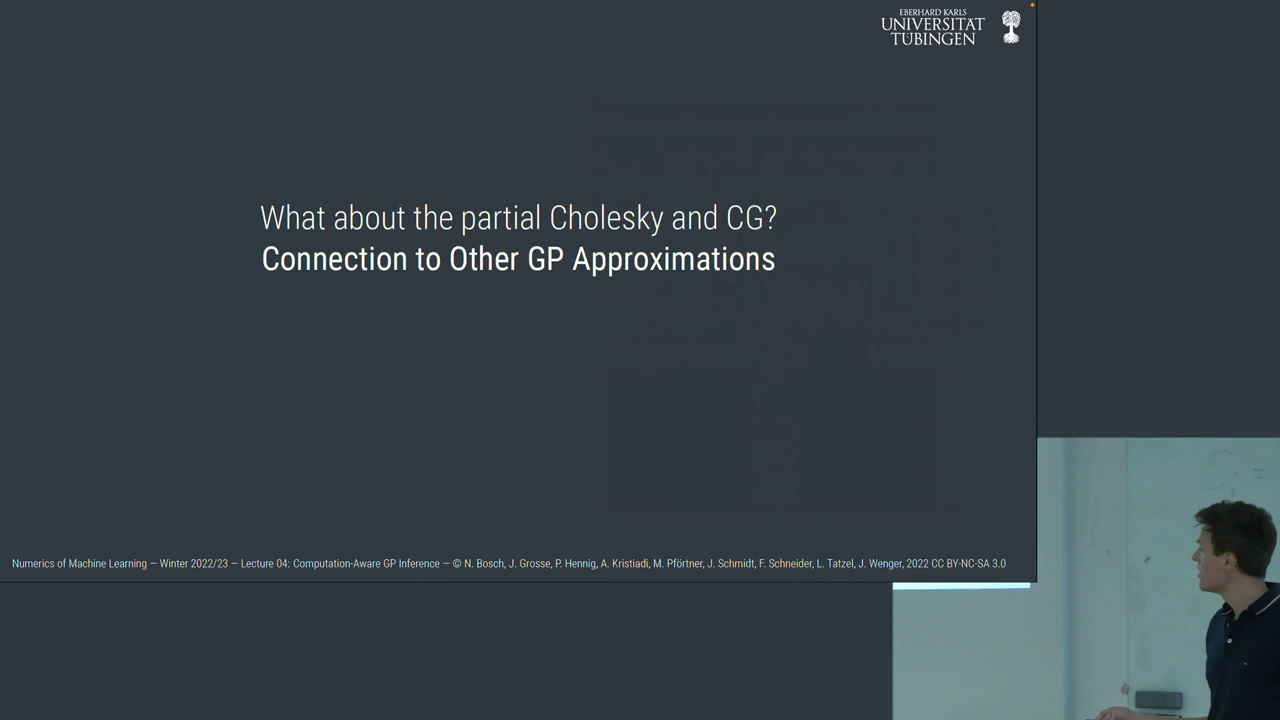 EBERHARD KARLS
UNIVERSITÄT
TÜBINGEN
What about the partial Cholesky and CG?
Connection to Other GP Approximations
Numerics of Machine Learning — Winter 2022/23 — Lecture 04: Computation-Aware GP Inference — © N. Bosch, J. Grosse, P. Hennig, A. Kristiadi, M. Pförtner, J. Schmidt, F. Schneider, L. Tatzel, J. Wenger, 2022 CC BY-NC-SA 3.0